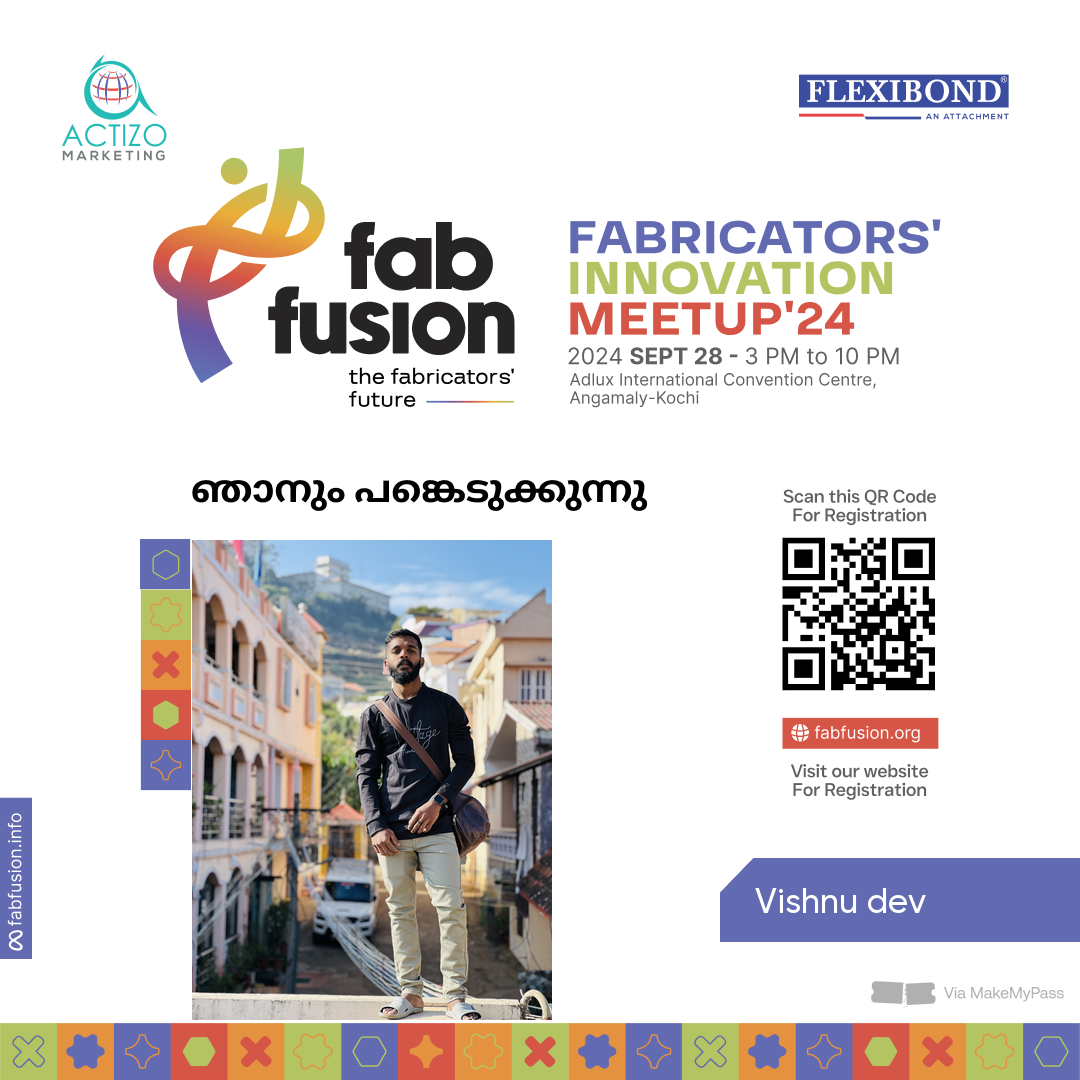 ACTIZO
MARKETING
FLEXIBOND®
AN ATTACHMENT
fab
fusion
the fabricators'
future
FABRICATORS'
INNOVATION
MEETUP'24
2024 SEPT 28 - 3 PM to 10 PM
Adlux International Convention Centre,
Angamaly-Kochi
ഞാനും പങ്കെടുക്കുന്നു
Scan this QR Code
For Registration
fabfusion.org
Visit our website
For Registration
fabfusion.info
Vishnu dev
Via MakeMyPass